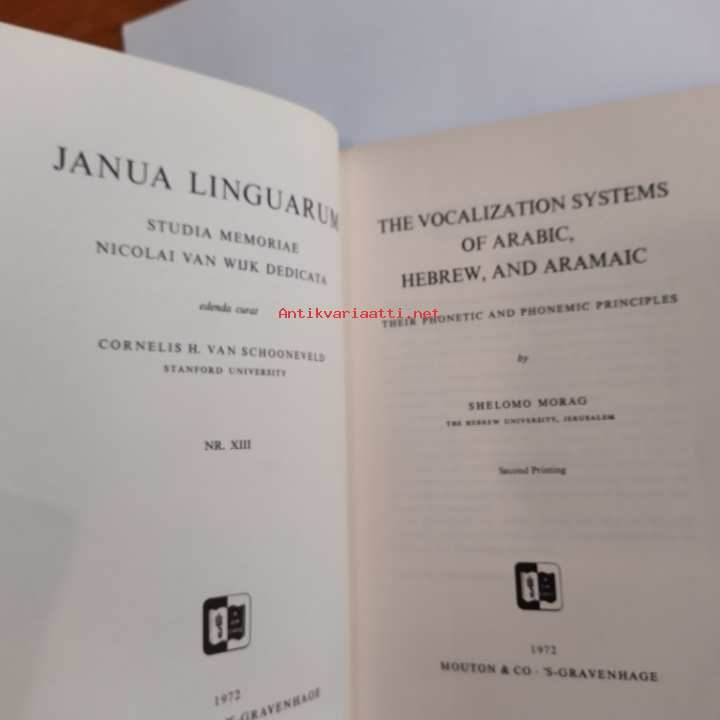 JANUA LINGUARUM
STUDIA MEMORIAE
NICOLAI VAN WIJK DEDICATA
edenda curat
CORNELIS H. VAN SCHOONEVELD
STANFORD UNIVERSITY
NR. XIII
1972
'S-GRAVENHAGE
THE VOCALIZATION SYSTEMS
OF ARABIC,
HEBREW, AND ARAMAIC
Antikvariaatti.net
THEIR PHONETIC AND PHONEMIC PRINCIPLES
by
SHELOMO MORAG
THE HEBREW UNIVERSITY, JERUSALEM
Second Printing
1972
MOUTON & CO · 'S-GRAVENHAGE